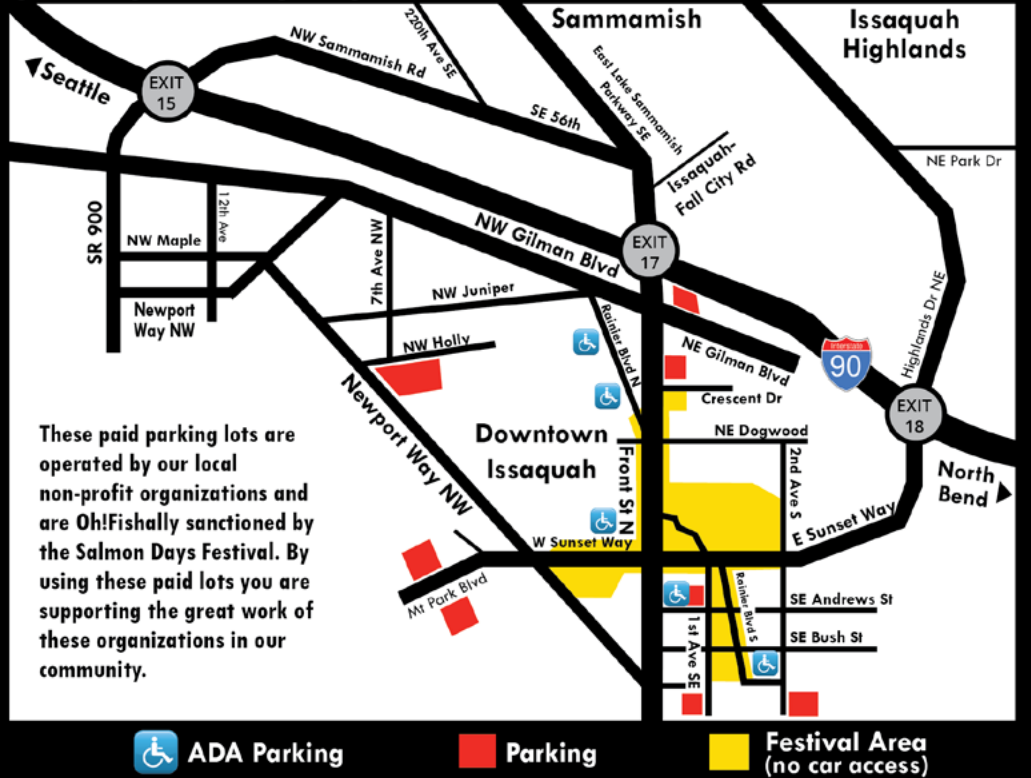 Sammamish
Issaquah
Highlands
220th Ave SE
NW Sammamish Rd
East Lake Sammamish
Parkway SE
Seattle
EXIT
15
SE 56th
Issaquah-
Fall City Rd
NE Park Dr
SR 900
12th Ave
NW Maple
Newport
Way NW
7th Ave NW
NW Gilman Blvd
EXIT
17
NW Juniper
Rainier Blvd N
NE Gilman Blvd
Interstate
90
Highlands Dr NE
NW Holly
Crescent Dr
EXIT
18
Newport Way NW
Downtown
Issaquah
Front St N
NE Dogwood
2nd Ave S
North
Bend
E Sunset Way
W Sunset Way
Mt Park Blvd
Rainier Blvd S
SE Andrews St
1st Ave SE
SE Bush St
These paid parking lots are
operated by our local
non-profit organizations and
are Oh!Fishally sanctioned by
the Salmon Days Festival. By
using these paid lots you are
supporting the great work of
these organizations in our
community.
ADA Parking
Parking
Festival Area
(no car access)